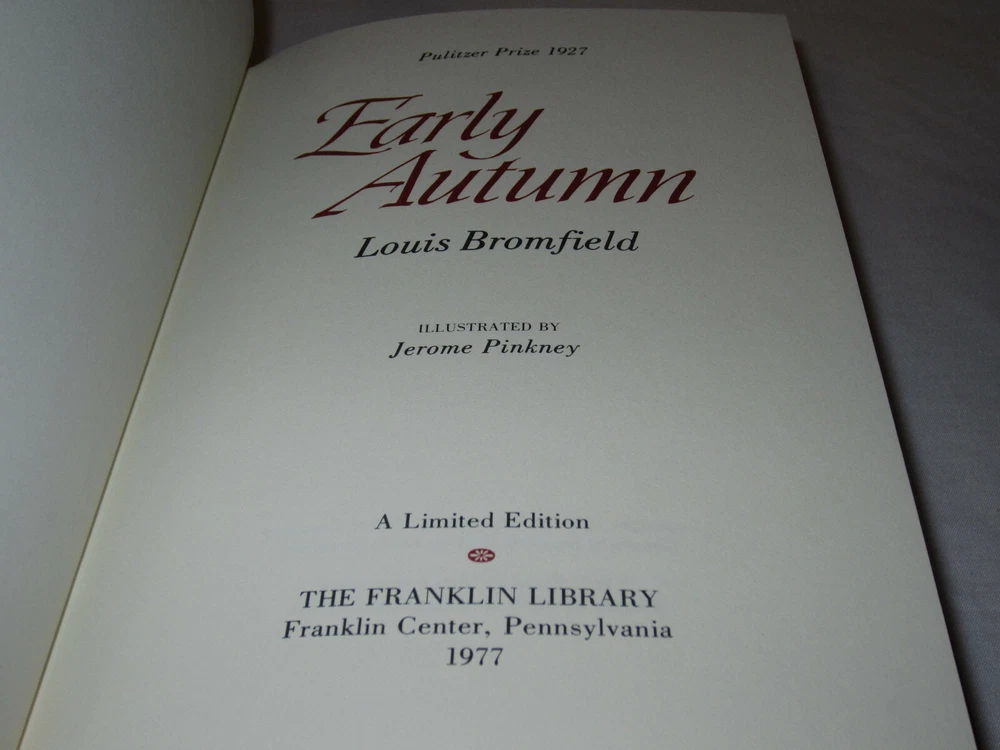 Pulitzer Prize 1927
Early
Autumn
Louis Bromfield
ILLUSTRATED BY
Jerome Pinkney
A Limited Edition
THE FRANKLIN LIBRARY
Franklin Center, Pennsylvania
1977